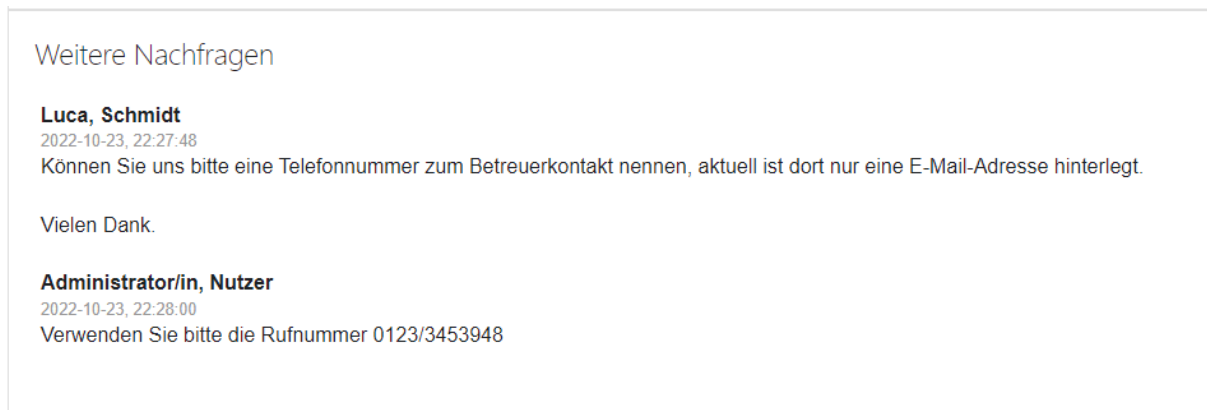 Weitere Nachfragen
Luca, Schmidt
2022-10-23, 22:27:48
Können Sie uns bitte eine Telefonnummer zum Betreuerkontakt nennen, aktuell ist dort nur eine E-Mail-Adresse hinterlegt.
Vielen Dank.
Administrator/in, Nutzer
2022-10-23, 22:28:00
Verwenden Sie bitte die Rufnummer 0123/3453948